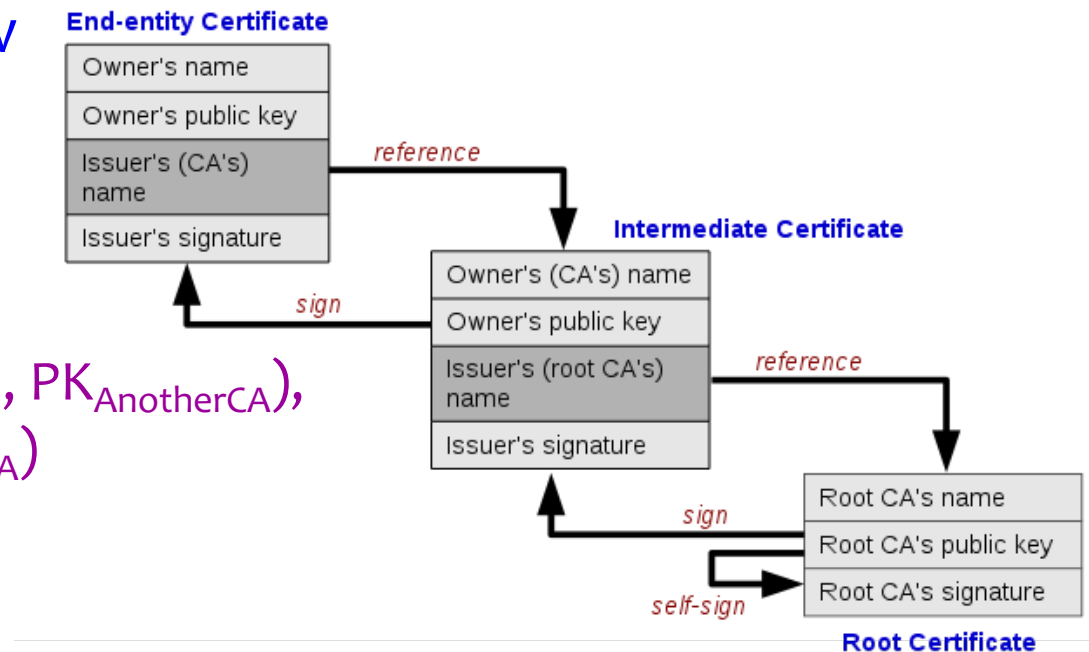 End-entity Certificate
Owner's name
Owner's public key
Issuer's (CA's)
name
Issuer's signature
reference
sign
Intermediate Certificate
Owner's (CA's) name
Owner's public key
Issuer's (root CA's)
name
Issuer's signature
reference
sign
self-sign
Root CA's name
Root CA's public key
Root CA's signature
Root Certificate
, PK_AnotherCA),
A)